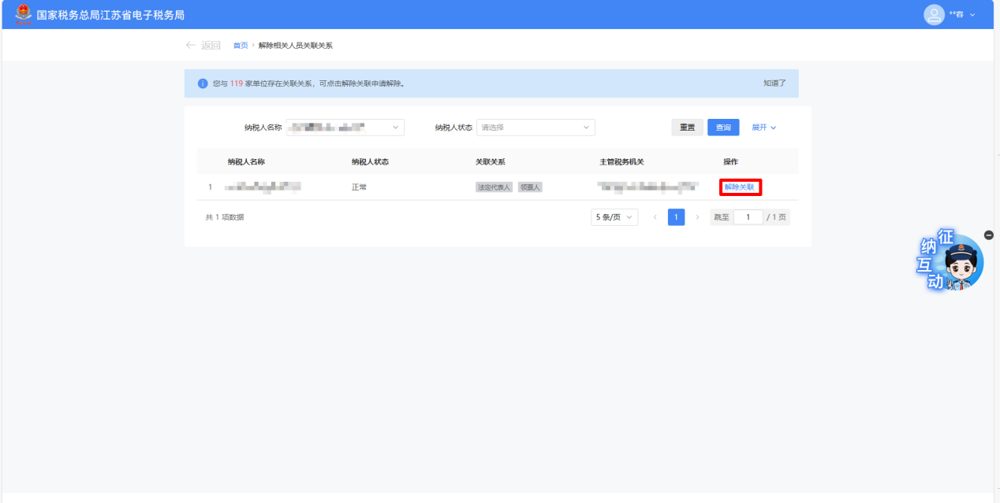 国家税务总局江苏省电子税务局
**容
返回 首页 > 解除相关人员关联关系
您与 119 家单位存在关联关系，可点击解除关联申请解除。 知道了
纳税人名称 纳税人状态 请选择 重置 查询 展开
纳税人名称 纳税人状态 关联关系 主管税务机关 操作
1 正常 法定代表人 领票人 解除关联
共 1 项数据 5 条/页 1 跳至 1 / 1 页
征纳互动